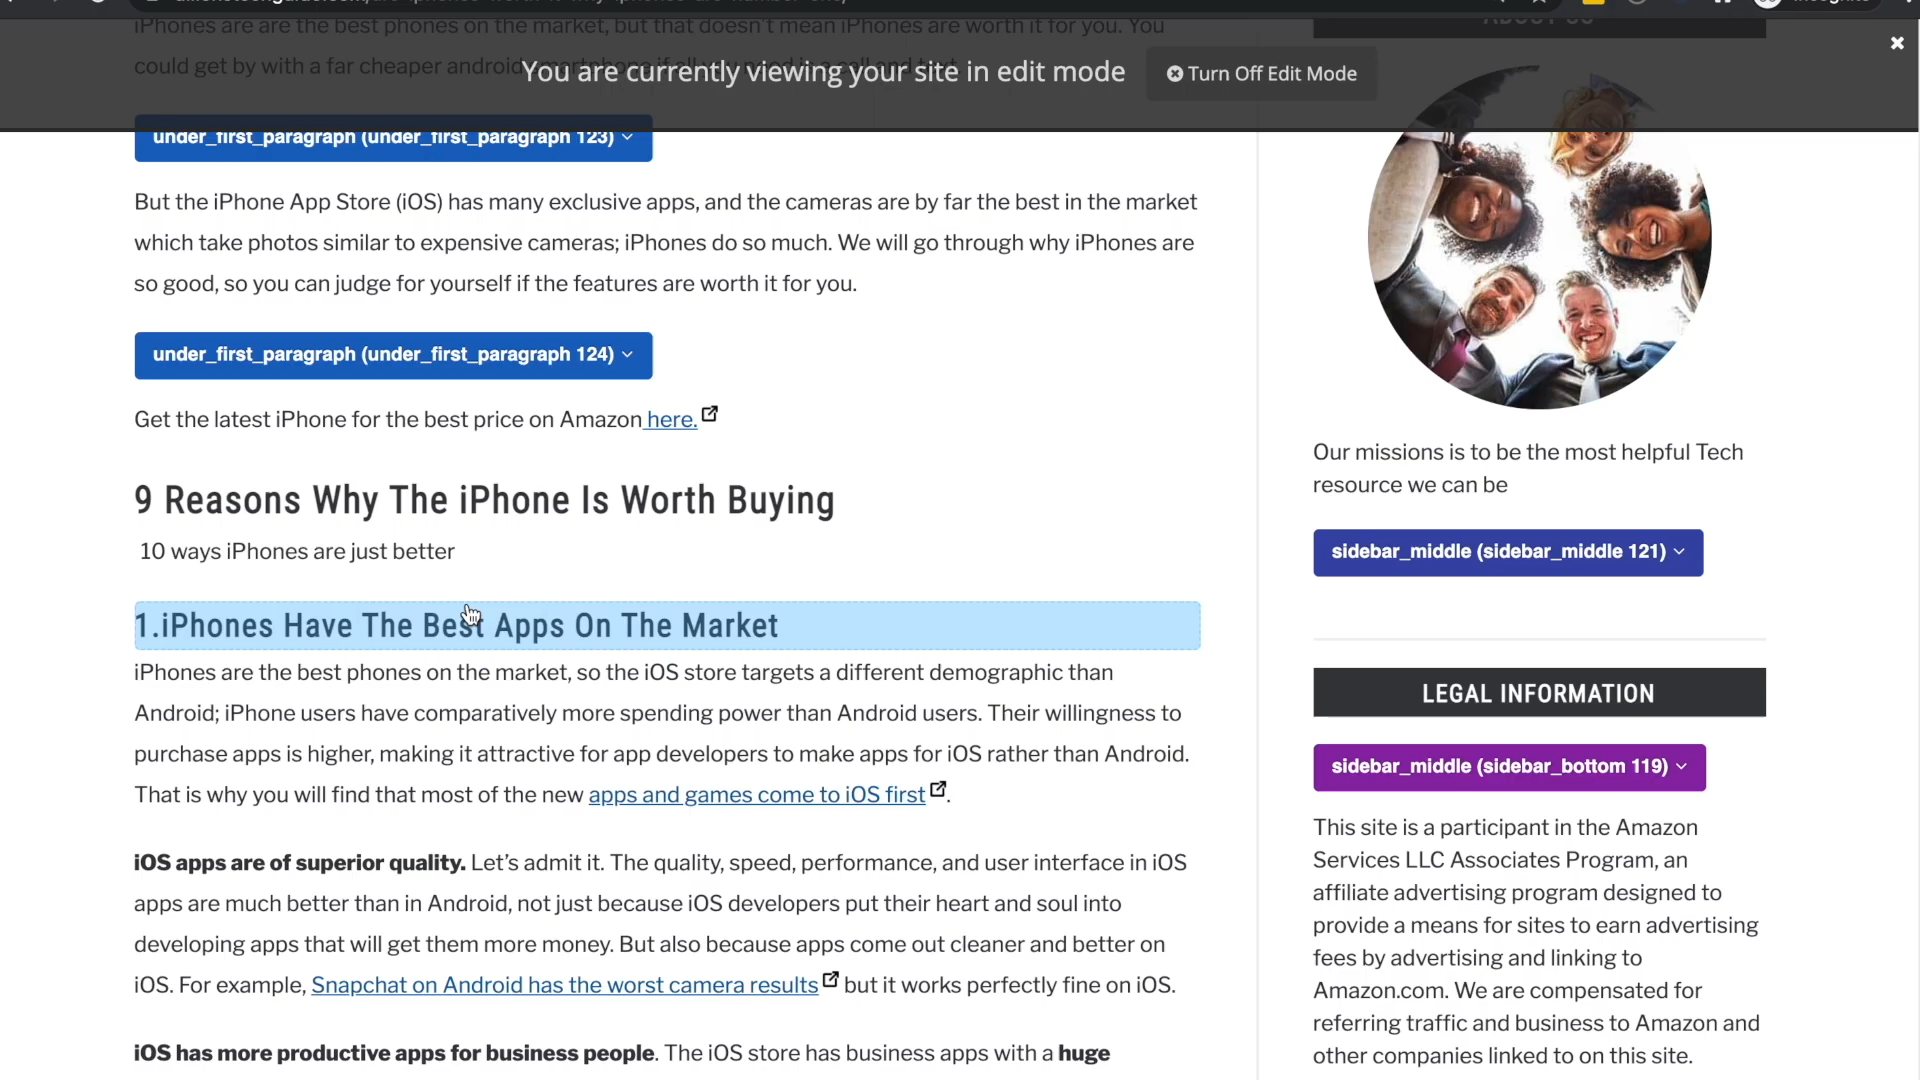 iPhones are are the best phones on the market, but that doesn't mean iPhones are worth it for you. You
could get by with a far cheaper android
You are currently viewing your site in edit mode
Turn Off Edit Mode
under_first_paragraph (under_first_paragraph 123)
But the iPhone App Store (iOS) has many exclusive apps, and the cameras are by far the best in the market
which take photos similar to expensive cameras; iPhones do so much. We will go through why iPhones are
so good, so you can judge for yourself if the features are worth it for you.
under_first_paragraph (under_first_paragraph 124)
Get the latest iPhone for the best price on Amazon here.
9 Reasons Why The iPhone Is Worth Buying
10 ways iPhones are just better
1.iPhones Have The Best Apps On The Market
iPhones are the best phones on the market, so the iOS store targets a different demographic than
Android; iPhone users have comparatively more spending power than Android users. Their willingness to
purchase apps is higher, making it attractive for app developers to make apps for iOS rather than Android.
That is why you will find that most of the new apps and games come to iOS first.
iOS apps are of superior quality. Let's admit it. The quality, speed, performance, and user interface in iOS
apps are much better than in Android, not just because iOS developers put their heart and soul into
developing apps that will get them more money. But also because apps come out cleaner and better on
iOS. For example, Snapchat on Android has the worst camera results but it works perfectly fine on iOS.
iOS has more productive apps for business people. The iOS store has business apps with a huge
ABOUT US
Our missions is to be the most helpful Tech
resource we can be
sidebar_middle (sidebar_middle 121)
LEGAL INFORMATION
sidebar_middle (sidebar_bottom 119)
This site is a participant in the Amazon
Services LLC Associates Program, an
affiliate advertising program designed to
provide a means for sites to earn advertising
fees by advertising and linking to
Amazon.com. We are compensated for
referring traffic and business to Amazon and
other companies linked to on this site.